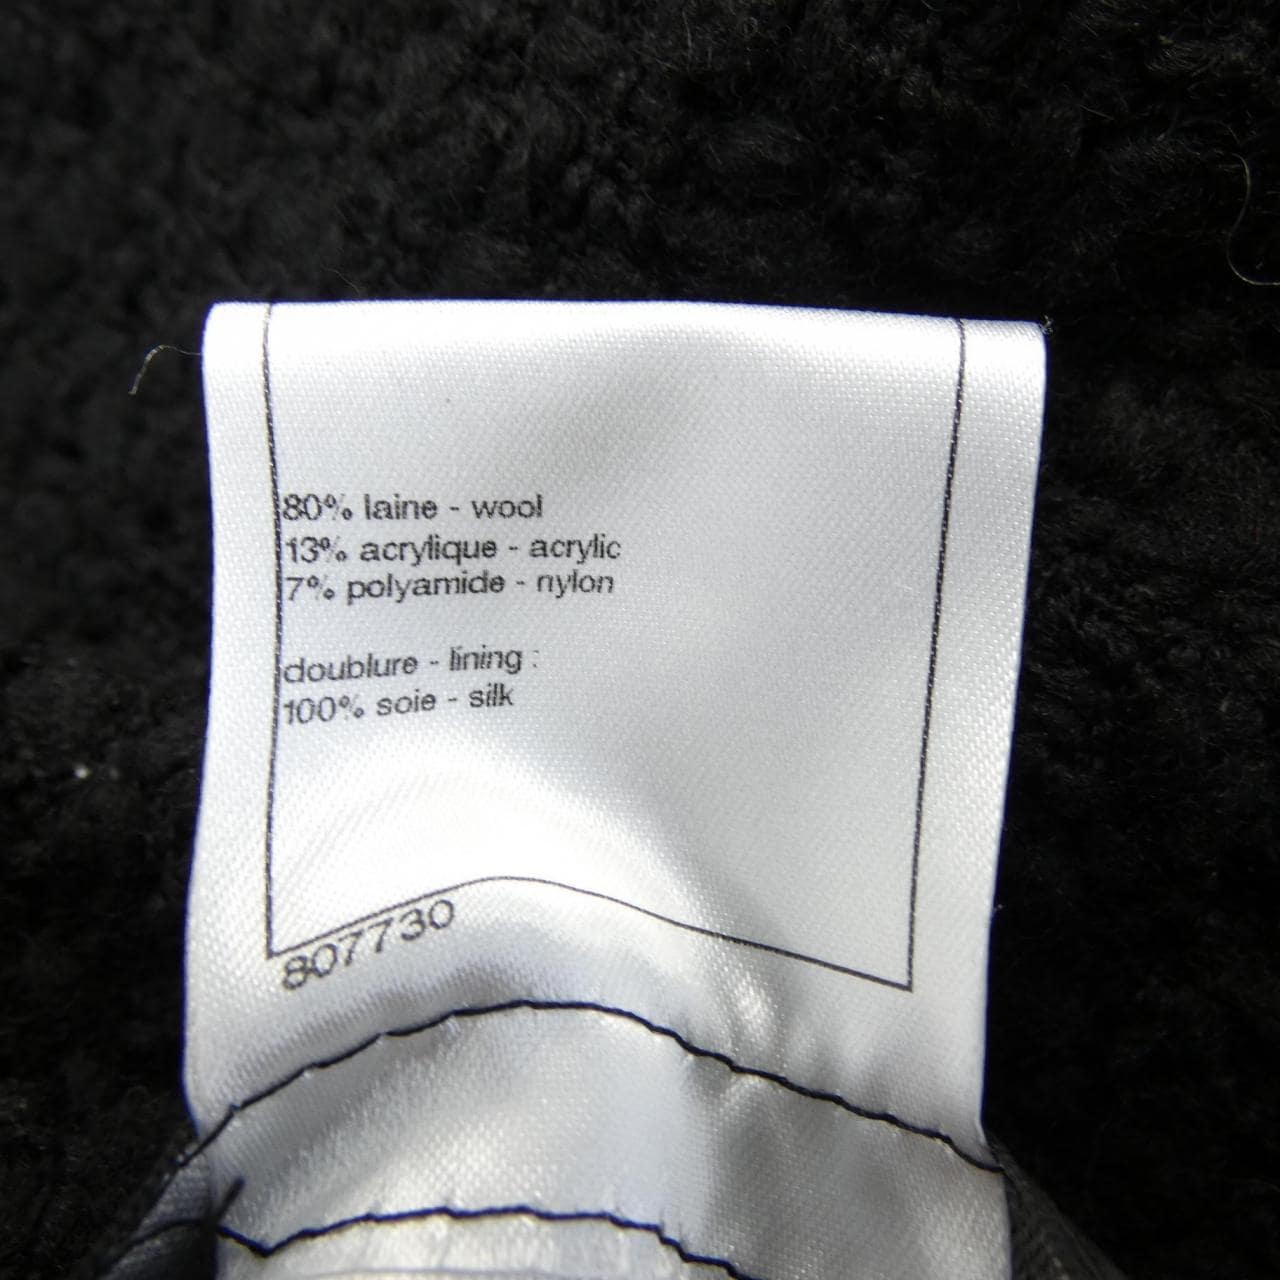 80% laine - wool
13% acrylique - acrylic
7% polyamide - nylon
doublure - lining :
100% soie - silk
807730